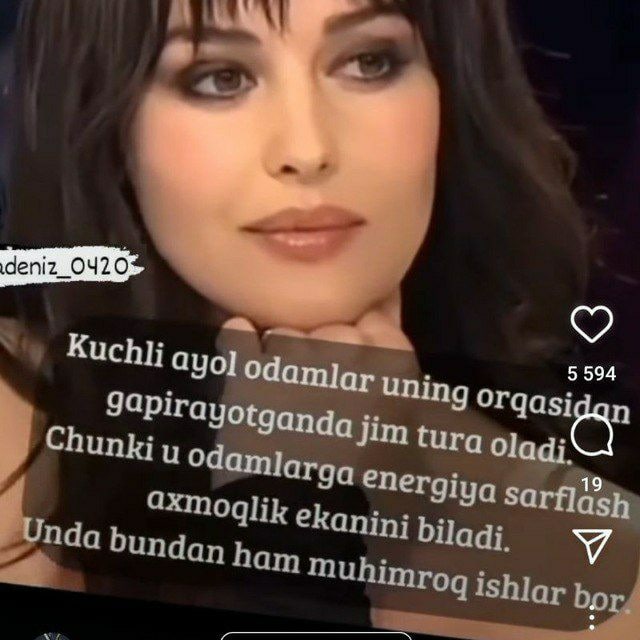 adeniz_0420
Kuchli ayol odamlar uning orqasidan
gapirayotganda jim tura oladi.
Chunki u odamlarga energiya sarflash
axmoqlik ekanini biladi.
Unda bundan ham muhimroq ishlar bor.
5 594
19